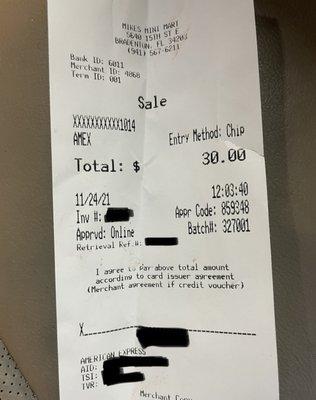 MIKES MINI MART
5640 15TH ST E
BRADENTON, FL 34203
(941) 567-6211
Bank ID: 6011
Merchant ID: 4868
Term ID: 001
Sale
XXXXXXXXXXX1014
AMEX Entry Method: Chip
Total: $ 30.00
11/24/21 12:03:40
Inv #: Appr Code: 859348
Apprvd: Online Batch#: 327001
Retrieval Ref.#:
I agree to pay above total amount
according to card issuer agreement
(Merchant agreement if credit voucher)
X
AMERICAN EXPRESS
AID:
TSI:
TVR:
Merchant Copy